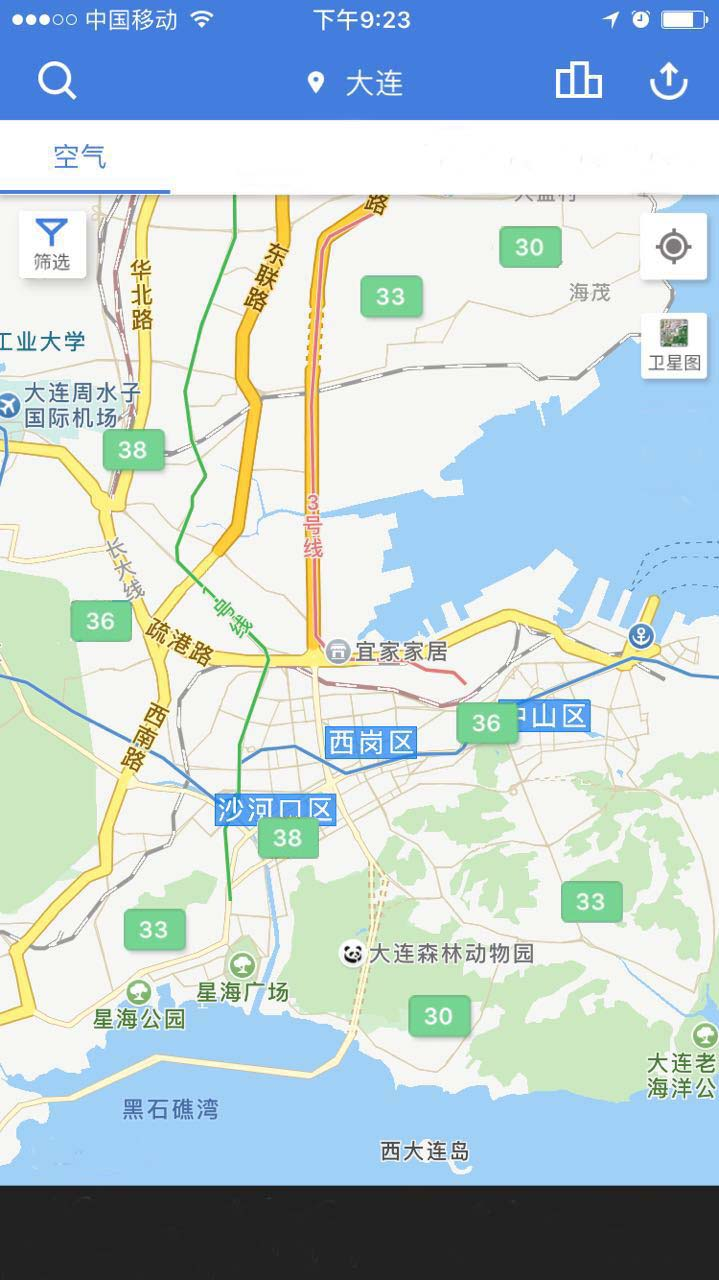 中国移动
下午9:23
大连
空气
筛选
路
30
33
海茂
东联路
华北路
工业大学
卫星图
大连周水子
国际机场
38
3号线
长大线
36
1号线
疏港路
宜家家居
西南路
36
中山区
西岗区
沙河口区
38
33
33
大连森林动物园
星海广场
星海公园
30
大连老
海洋公
黑石礁湾
西大连岛